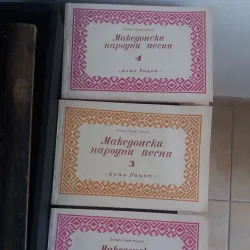 Македонски
народни песни
4
-Кочо Рацин-
Македонски
народни песни
3
-Кочо Рацин-